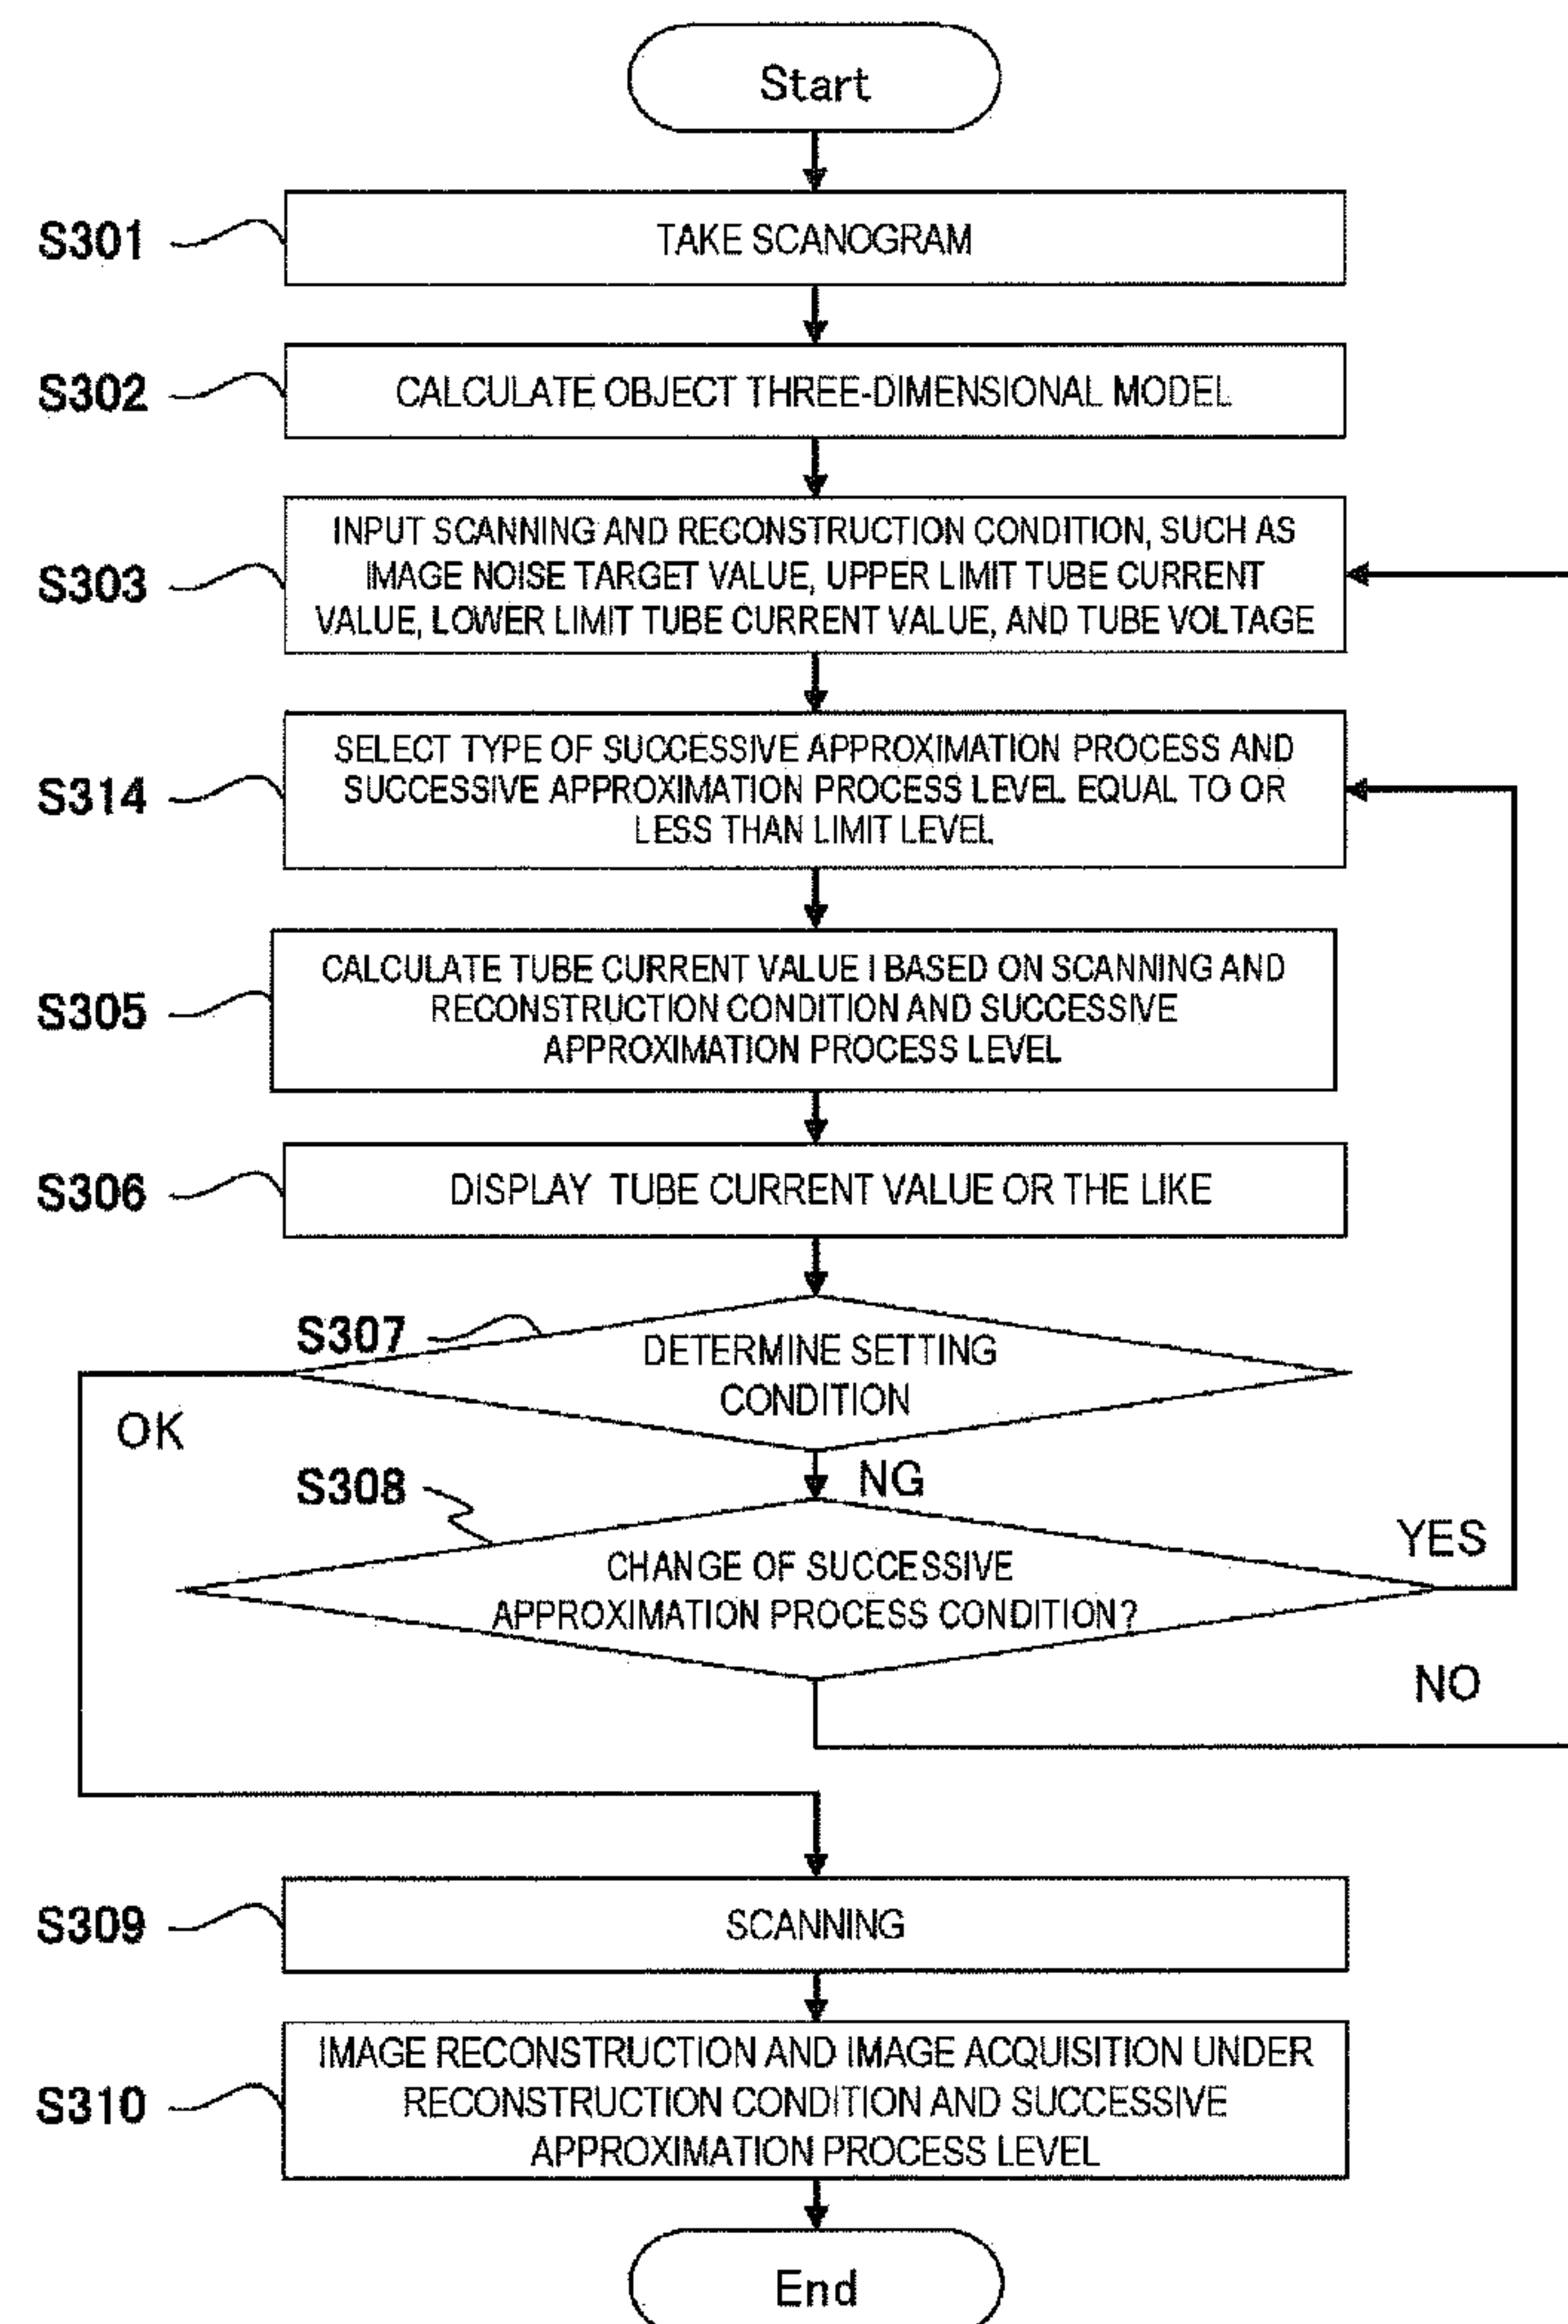 Start
S301
TAKE SCANOGRAM
S302
CALCULATE OBJECT THREE-DIMENSIONAL MODEL
S303
INPUT SCANNING AND RECONSTRUCTION CONDITION, SUCH AS
IMAGE NOISE TARGET VALUE, UPPER LIMIT TUBE CURRENT
VALUE, LOWER LIMIT TUBE CURRENT VALUE, AND TUBE VOLTAGE
S314
SELECT TYPE OF SUCCESSIVE APPROXIMATION PROCESS AND
SUCCESSIVE APPROXIMATION PROCESS LEVEL EQUAL TO OR
LESS THAN LIMIT LEVEL
S305
CALCULATE TUBE CURRENT VALUE I BASED ON SCANNING AND
RECONSTRUCTION CONDITION AND SUCCESSIVE
APPROXIMATION PROCESS LEVEL
S306
DISPLAY TUBE CURRENT VALUE OR THE LIKE
S307
DETERMINE SETTING
CONDITION
OK
NG
S308
CHANGE OF SUCCESSIVE
APPROXIMATION PROCESS CONDITION?
YES
NO
S309
SCANNING
S310
IMAGE RECONSTRUCTION AND IMAGE ACQUISITION UNDER
RECONSTRUCTION CONDITION AND SUCCESSIVE
APPROXIMATION PROCESS LEVEL
End